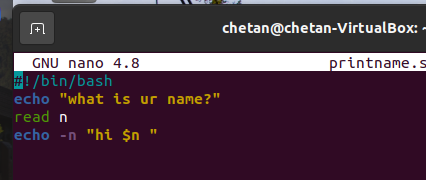 chetan@chetan-VirtualBox: ~
GNU nano 4.8 printname.s
#!/bin/bash
echo "what is ur name?"
read n
echo -n "hi $n "